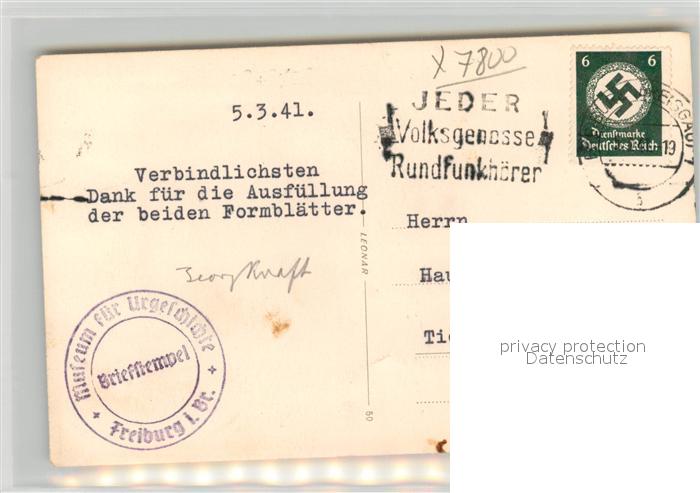 X 7800
5.3.41.
Verbindlichsten
Dank für die Ausfüllung
der beiden Formblätter.
Georg Kraft
Museum für Urgeschichte
Briefstempel
Freiburg i. Br.
JEDER
Volksgenosse
Rundfunkhörer
6 6
Dienstmarke
Deutsches Reich
19
Herrn
LEONAR
50
privacy protection
Datenschutz